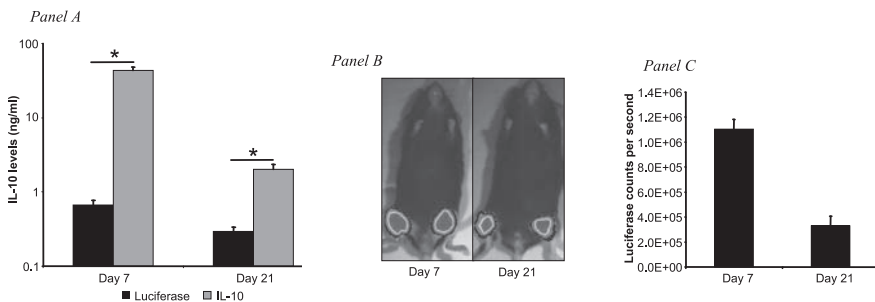 Panel A
IL-10 levels (ng/ml)
100
10
1
0.1
*
*
Day 7
Day 21
Luciferase
IL-10
Panel B
Day 7
Day 21
Panel C
Luciferase counts per second
1.4E+06
1.2E+06
1.0E+06
8.0E+05
6.0E+05
4.0E+05
2.0E+05
0.0E+00
Day 7
Day 21